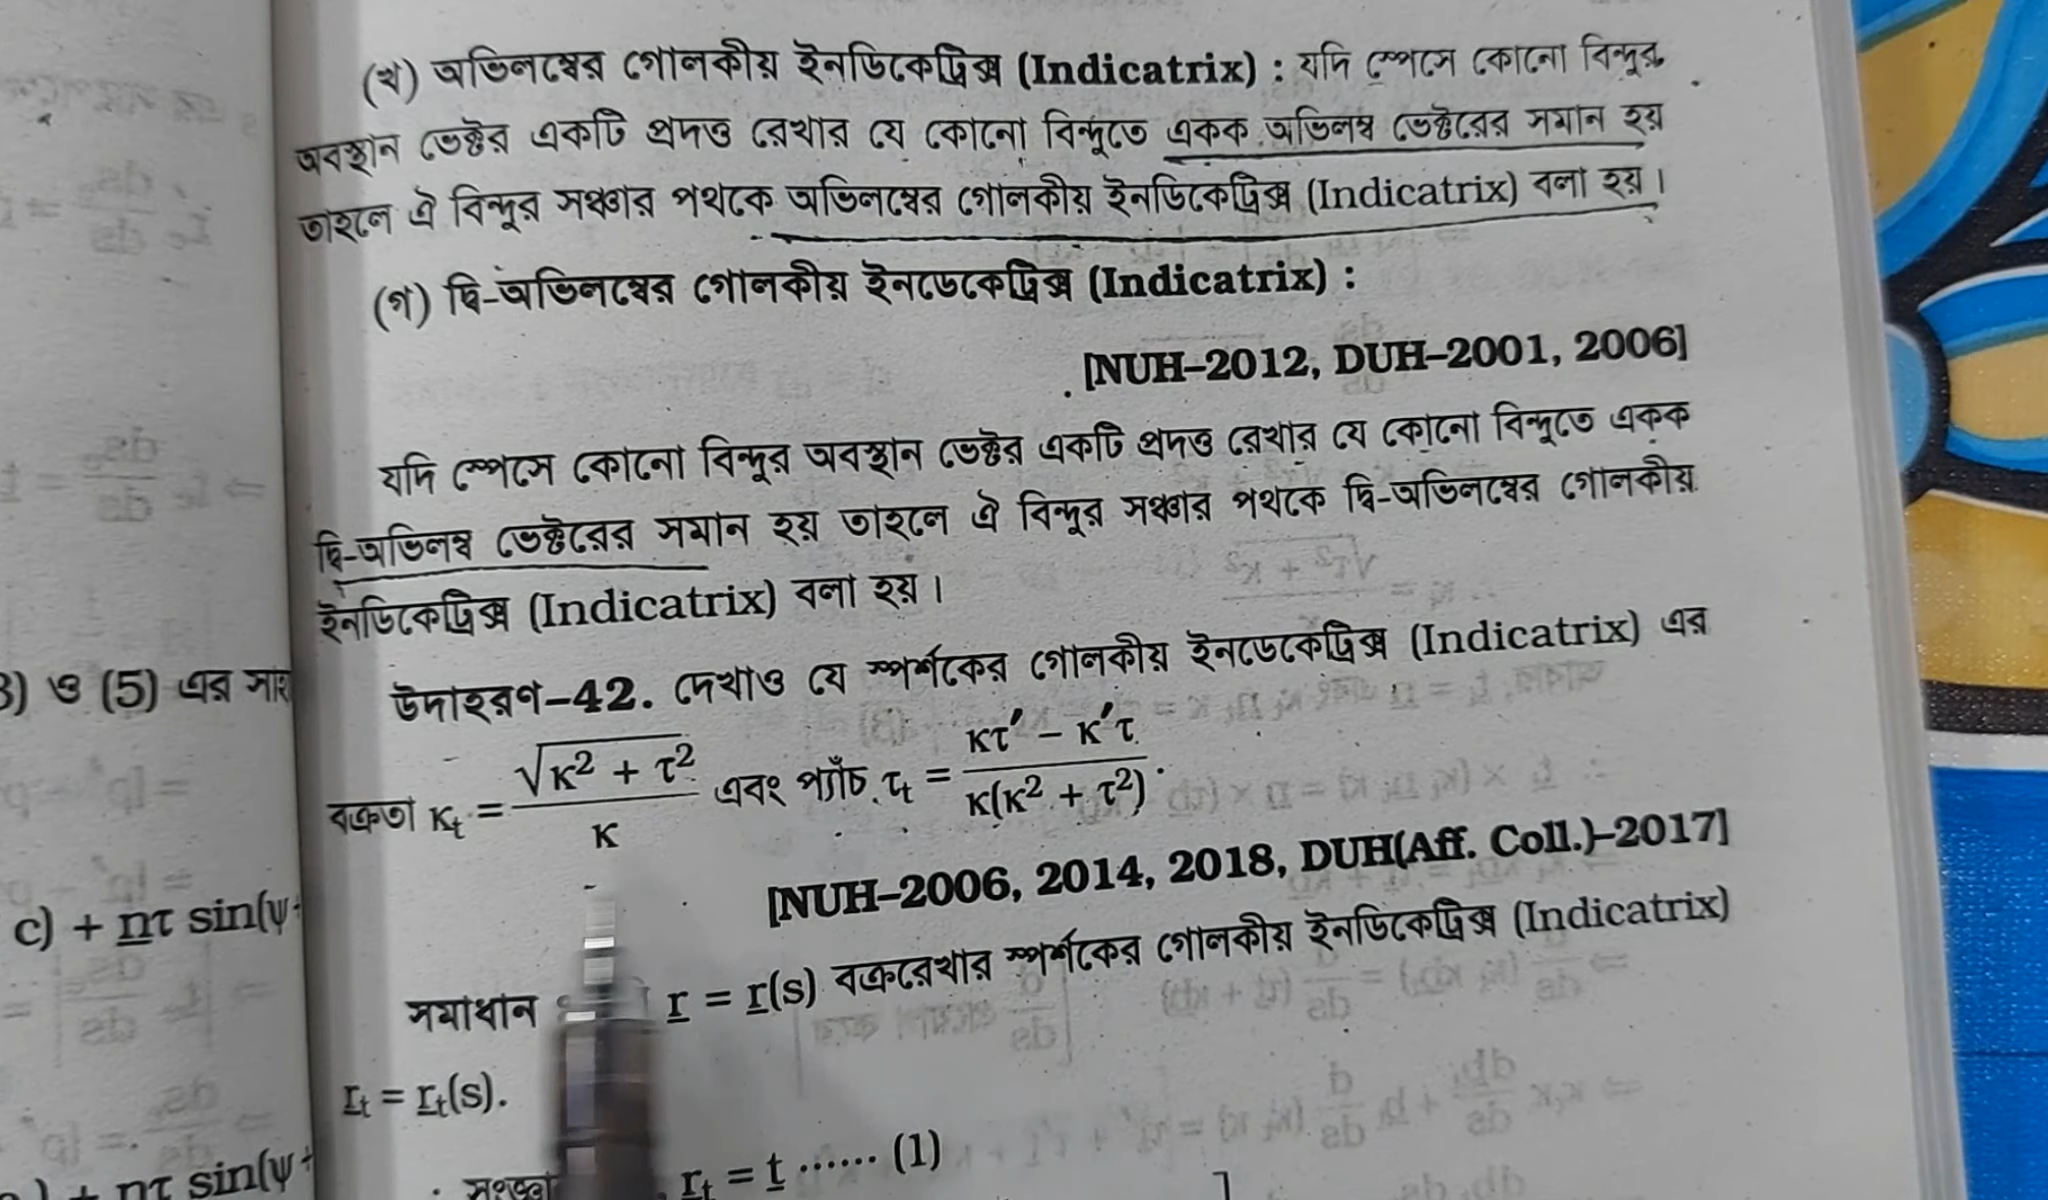 (খ) অভিলম্বের গোলকীয় ইনডিকেট্রিক্স (Indicatrix) : যদি স্পেসে কোনো বিন্দুর
অবস্থান ভেক্টর একটি প্রদত্ত রেখার যে কোনো বিন্দুতে একক অভিলম্ব ভেক্টরের সমান হয়
তাহলে ঐ বিন্দুর সঞ্চার পথকে অভিলম্বের গোলকীয় ইনডিকেট্রিক্স (Indicatrix) বলা হয়।
(গ) দ্বি-অভিলম্বের গোলকীয় ইনডেকেট্রিক্স (Indicatrix) :
[NUH–2012, DUH–2001, 2006]
যদি স্পেসে কোনো বিন্দুর অবস্থান ভেক্টর একটি প্রদত্ত রেখার যে কোনো বিন্দুতে একক
দ্বি-অভিলম্ব ভেক্টরের সমান হয় তাহলে ঐ বিন্দুর সঞ্চার পথকে দ্বি-অভিলম্বের গোলকীয়
ইনডিকেট্রিক্স (Indicatrix) বলা হয়।
উদাহরণ–42. দেখাও যে স্পর্শকের গোলকীয় ইনডেকেট্রিক্স (Indicatrix) এর
বক্রতা κt = √(κ² + τ²) / κ এবং প্যাঁচ τt = (κτ′ – κ′τ) / κ(κ² + τ²).
[NUH–2006, 2014, 2018, DUH(Aff. Coll.)–2017]
সমাধান r = r(s) বক্ররেখার স্পর্শকের গোলকীয় ইনডিকেট্রিক্স (Indicatrix)
rt = rt(s).
rt = t ...... (1)
3) ও (5) এর
c) + nτ sin(ψ
+ nτ sin(ψ